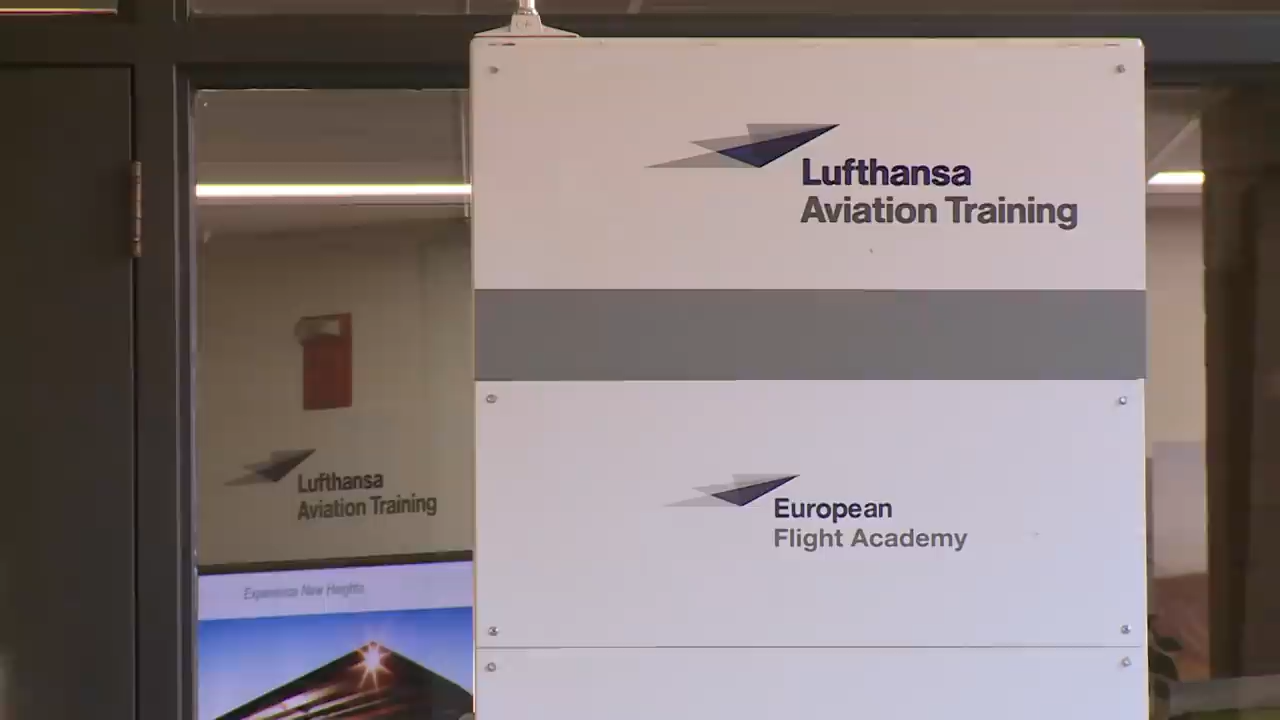 Lufthansa
Aviation Training
European
Flight Academy
Lufthansa
Aviation Training
Experience New Heights